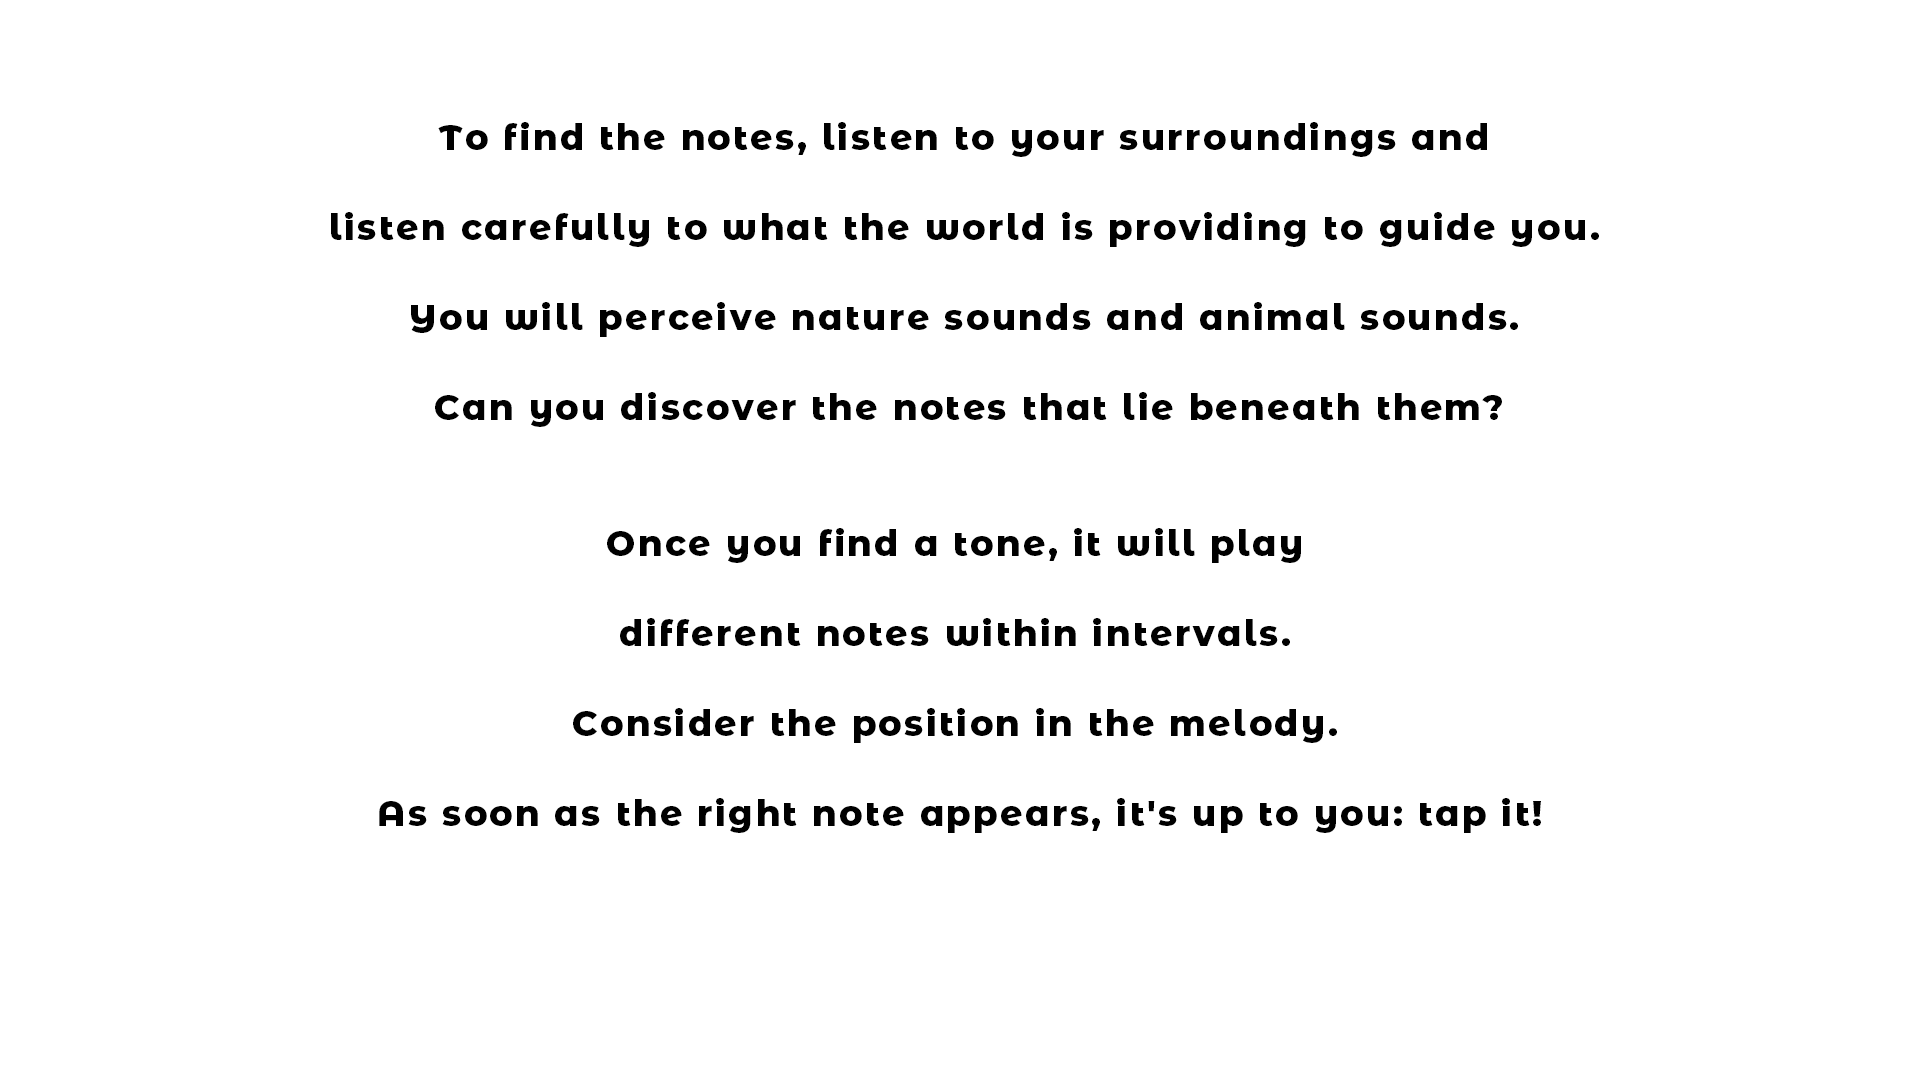 To find the notes, listen to your surroundings and
listen carefully to what the world is providing to guide you.
You will perceive nature sounds and animal sounds.
Can you discover the notes that lie beneath them?
Once you find a tone, it will play
different notes within intervals.
Consider the position in the melody.
As soon as the right note appears, it's up to you: tap it!